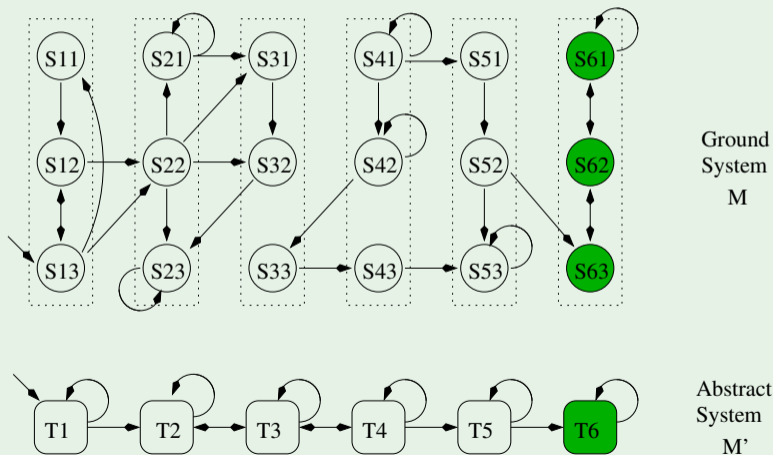 S11 S21 S31 S41 S51 S61
Ground
System
M
S12 S22 S32 S42 S52 S62
S13 S23 S33 S43 S53 S63
Abstract
System
M'
T1 T2 T3 T4 T5 T6